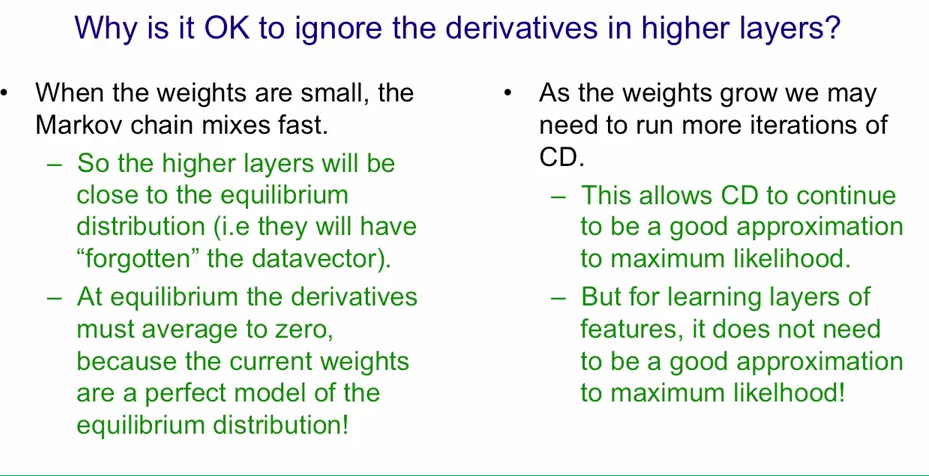 Why is it OK to ignore the derivatives in higher layers?
• When the weights are small, the
Markov chain mixes fast.
– So the higher layers will be
close to the equilibrium
distribution (i.e they will have
“forgotten” the datavector).
– At equilibrium the derivatives
must average to zero,
because the current weights
are a perfect model of the
equilibrium distribution!
• As the weights grow we may
need to run more iterations of
CD.
– This allows CD to continue
to be a good approximation
to maximum likelihood.
– But for learning layers of
features, it does not need
to be a good approximation
to maximum likelhood!